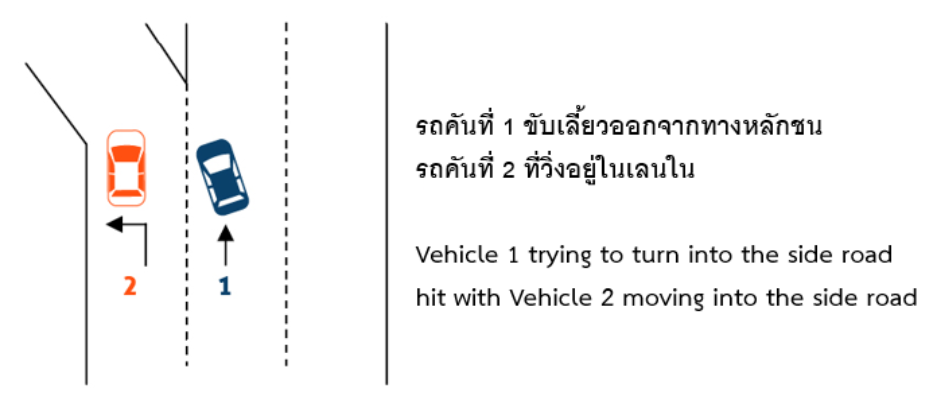 รถคันที่ 1 ขับเลี้ยวออกจากทางหลักชน
รถคันที่ 2 ที่วิ่งอยู่ในเลนใน
Vehicle 1 trying to turn into the side road
hit with Vehicle 2 moving into the side road
2
1